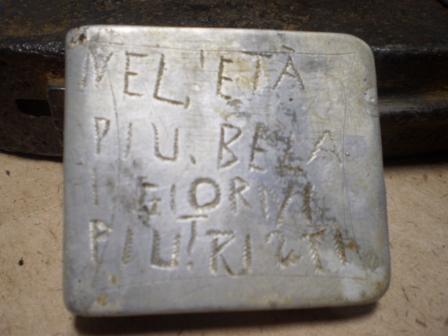 NEL'ETÀ
PIU. BELA
I GIORNI
PIU TRISTI